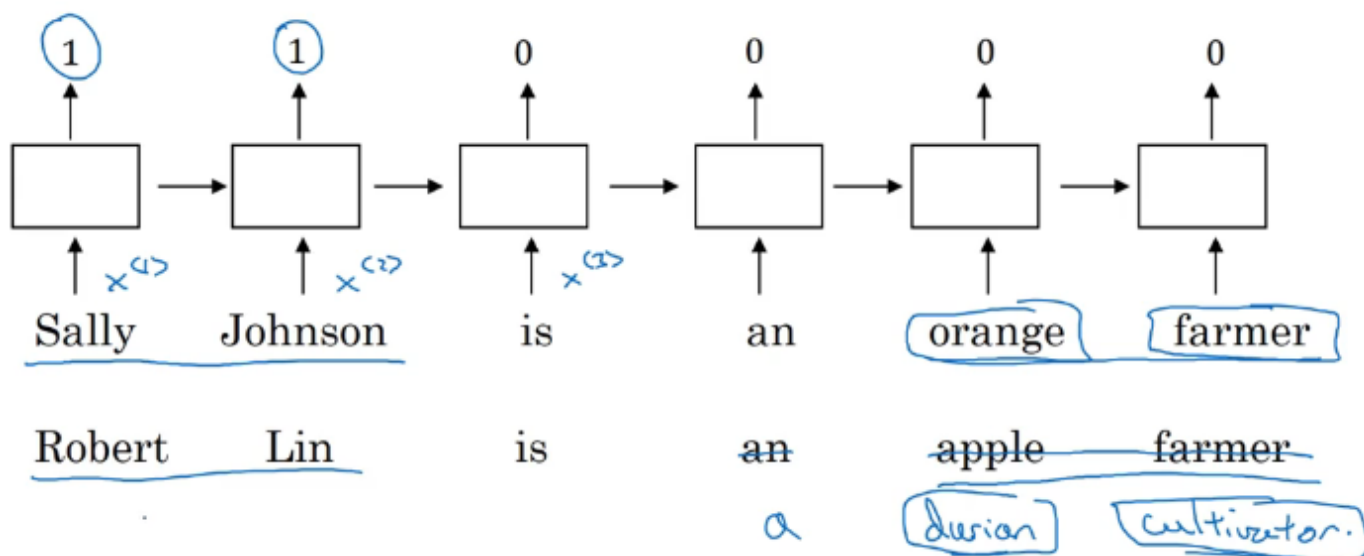 1 1 0 0 0 0
x<1> x<2> x<3>
Sally Johnson is an orange farmer
Robert Lin is an apple farmer
a durian cultivator.